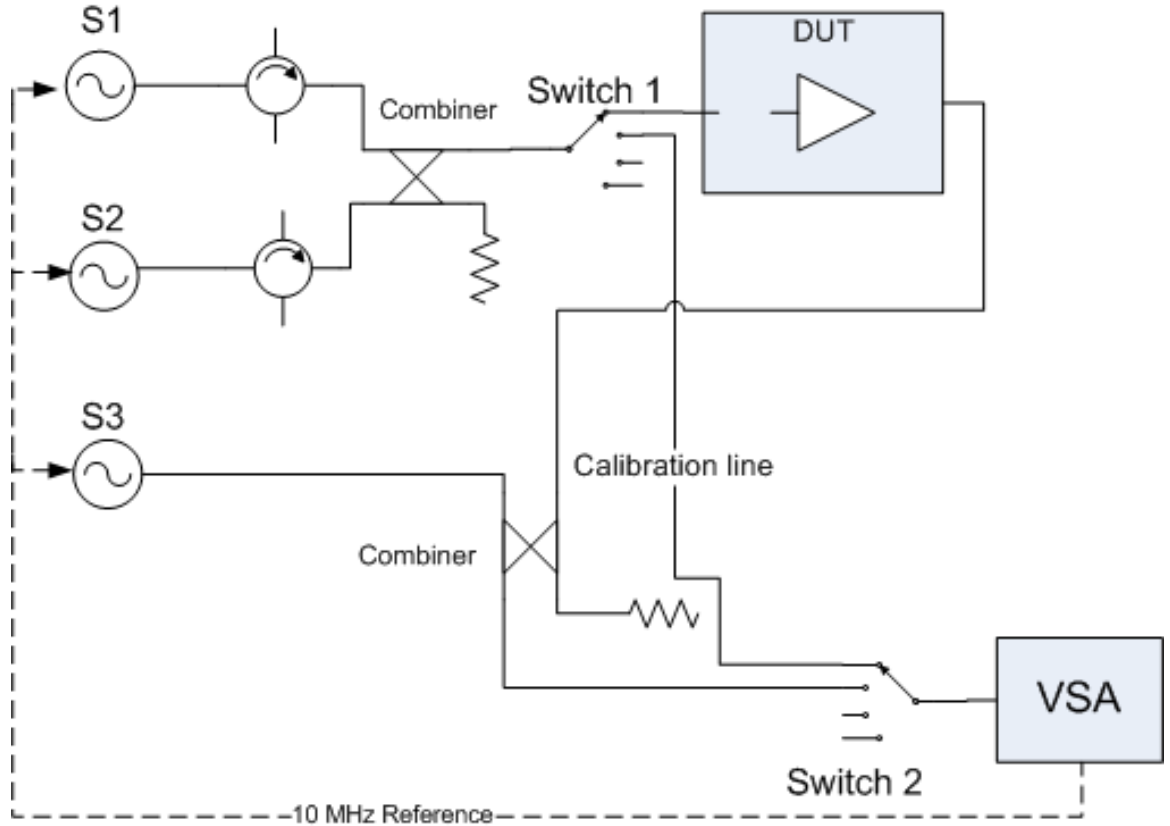 S1
DUT
Switch 1
Combiner
S2
S3
Calibration line
Combiner
VSA
Switch 2
10 MHz Reference